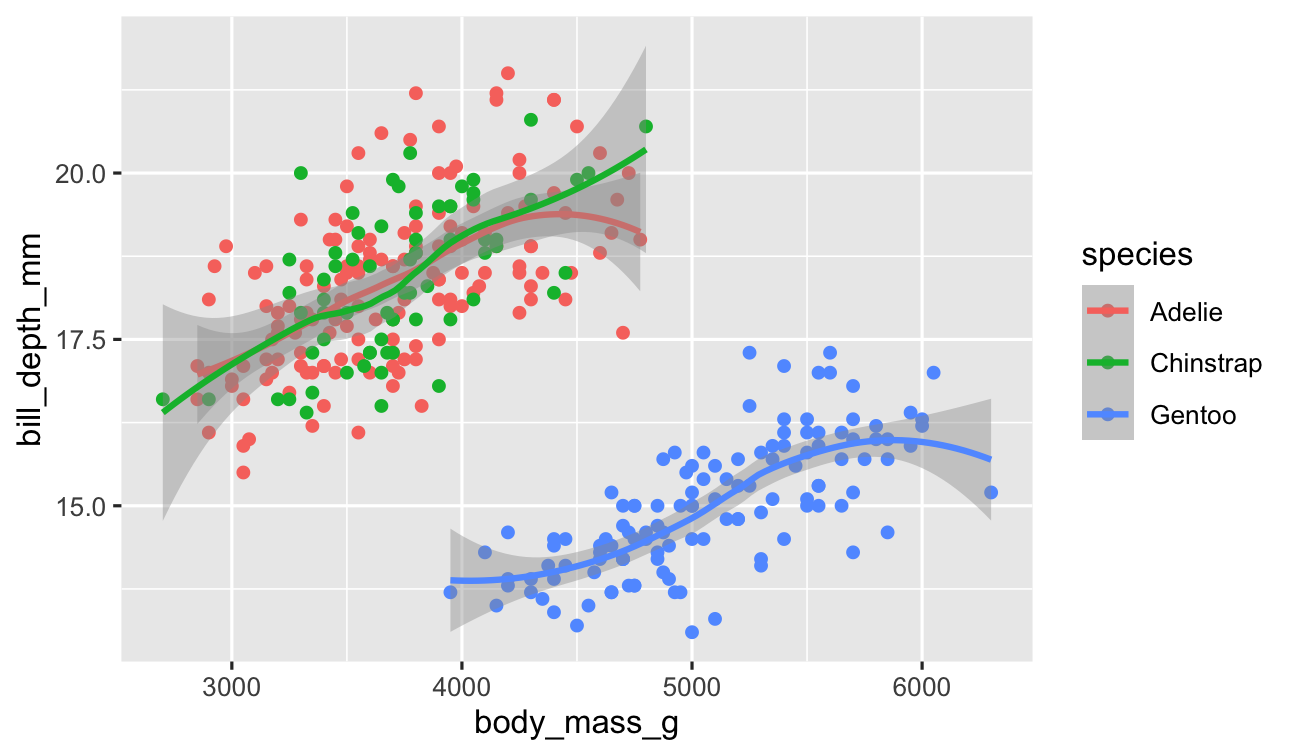 20.0
17.5
15.0
bill_depth_mm
3000 4000 5000 6000
body_mass_g
species
Adelie
Chinstrap
Gentoo